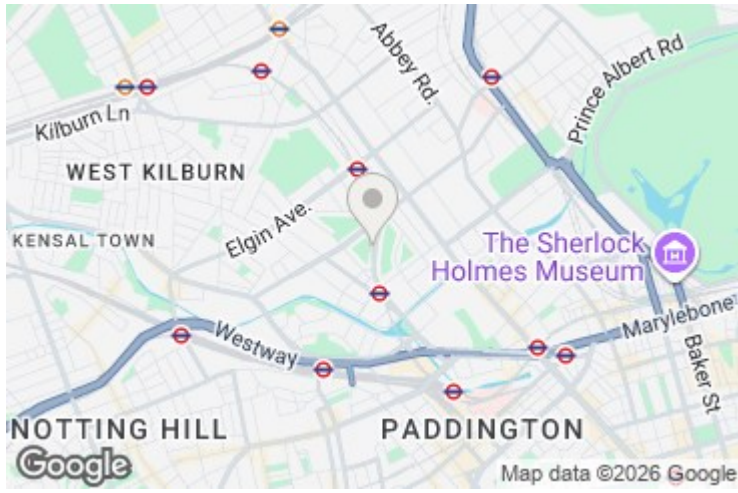 Abbey Rd.
Prince Albert Rd
Kilburn Ln
WEST KILBURN
Elgin Ave.
KENSAL TOWN
The Sherlock
Holmes Museum
Westway
Marylebone
Baker St
NOTTING HILL
PADDINGTON
Google
Map data ©2026 Google